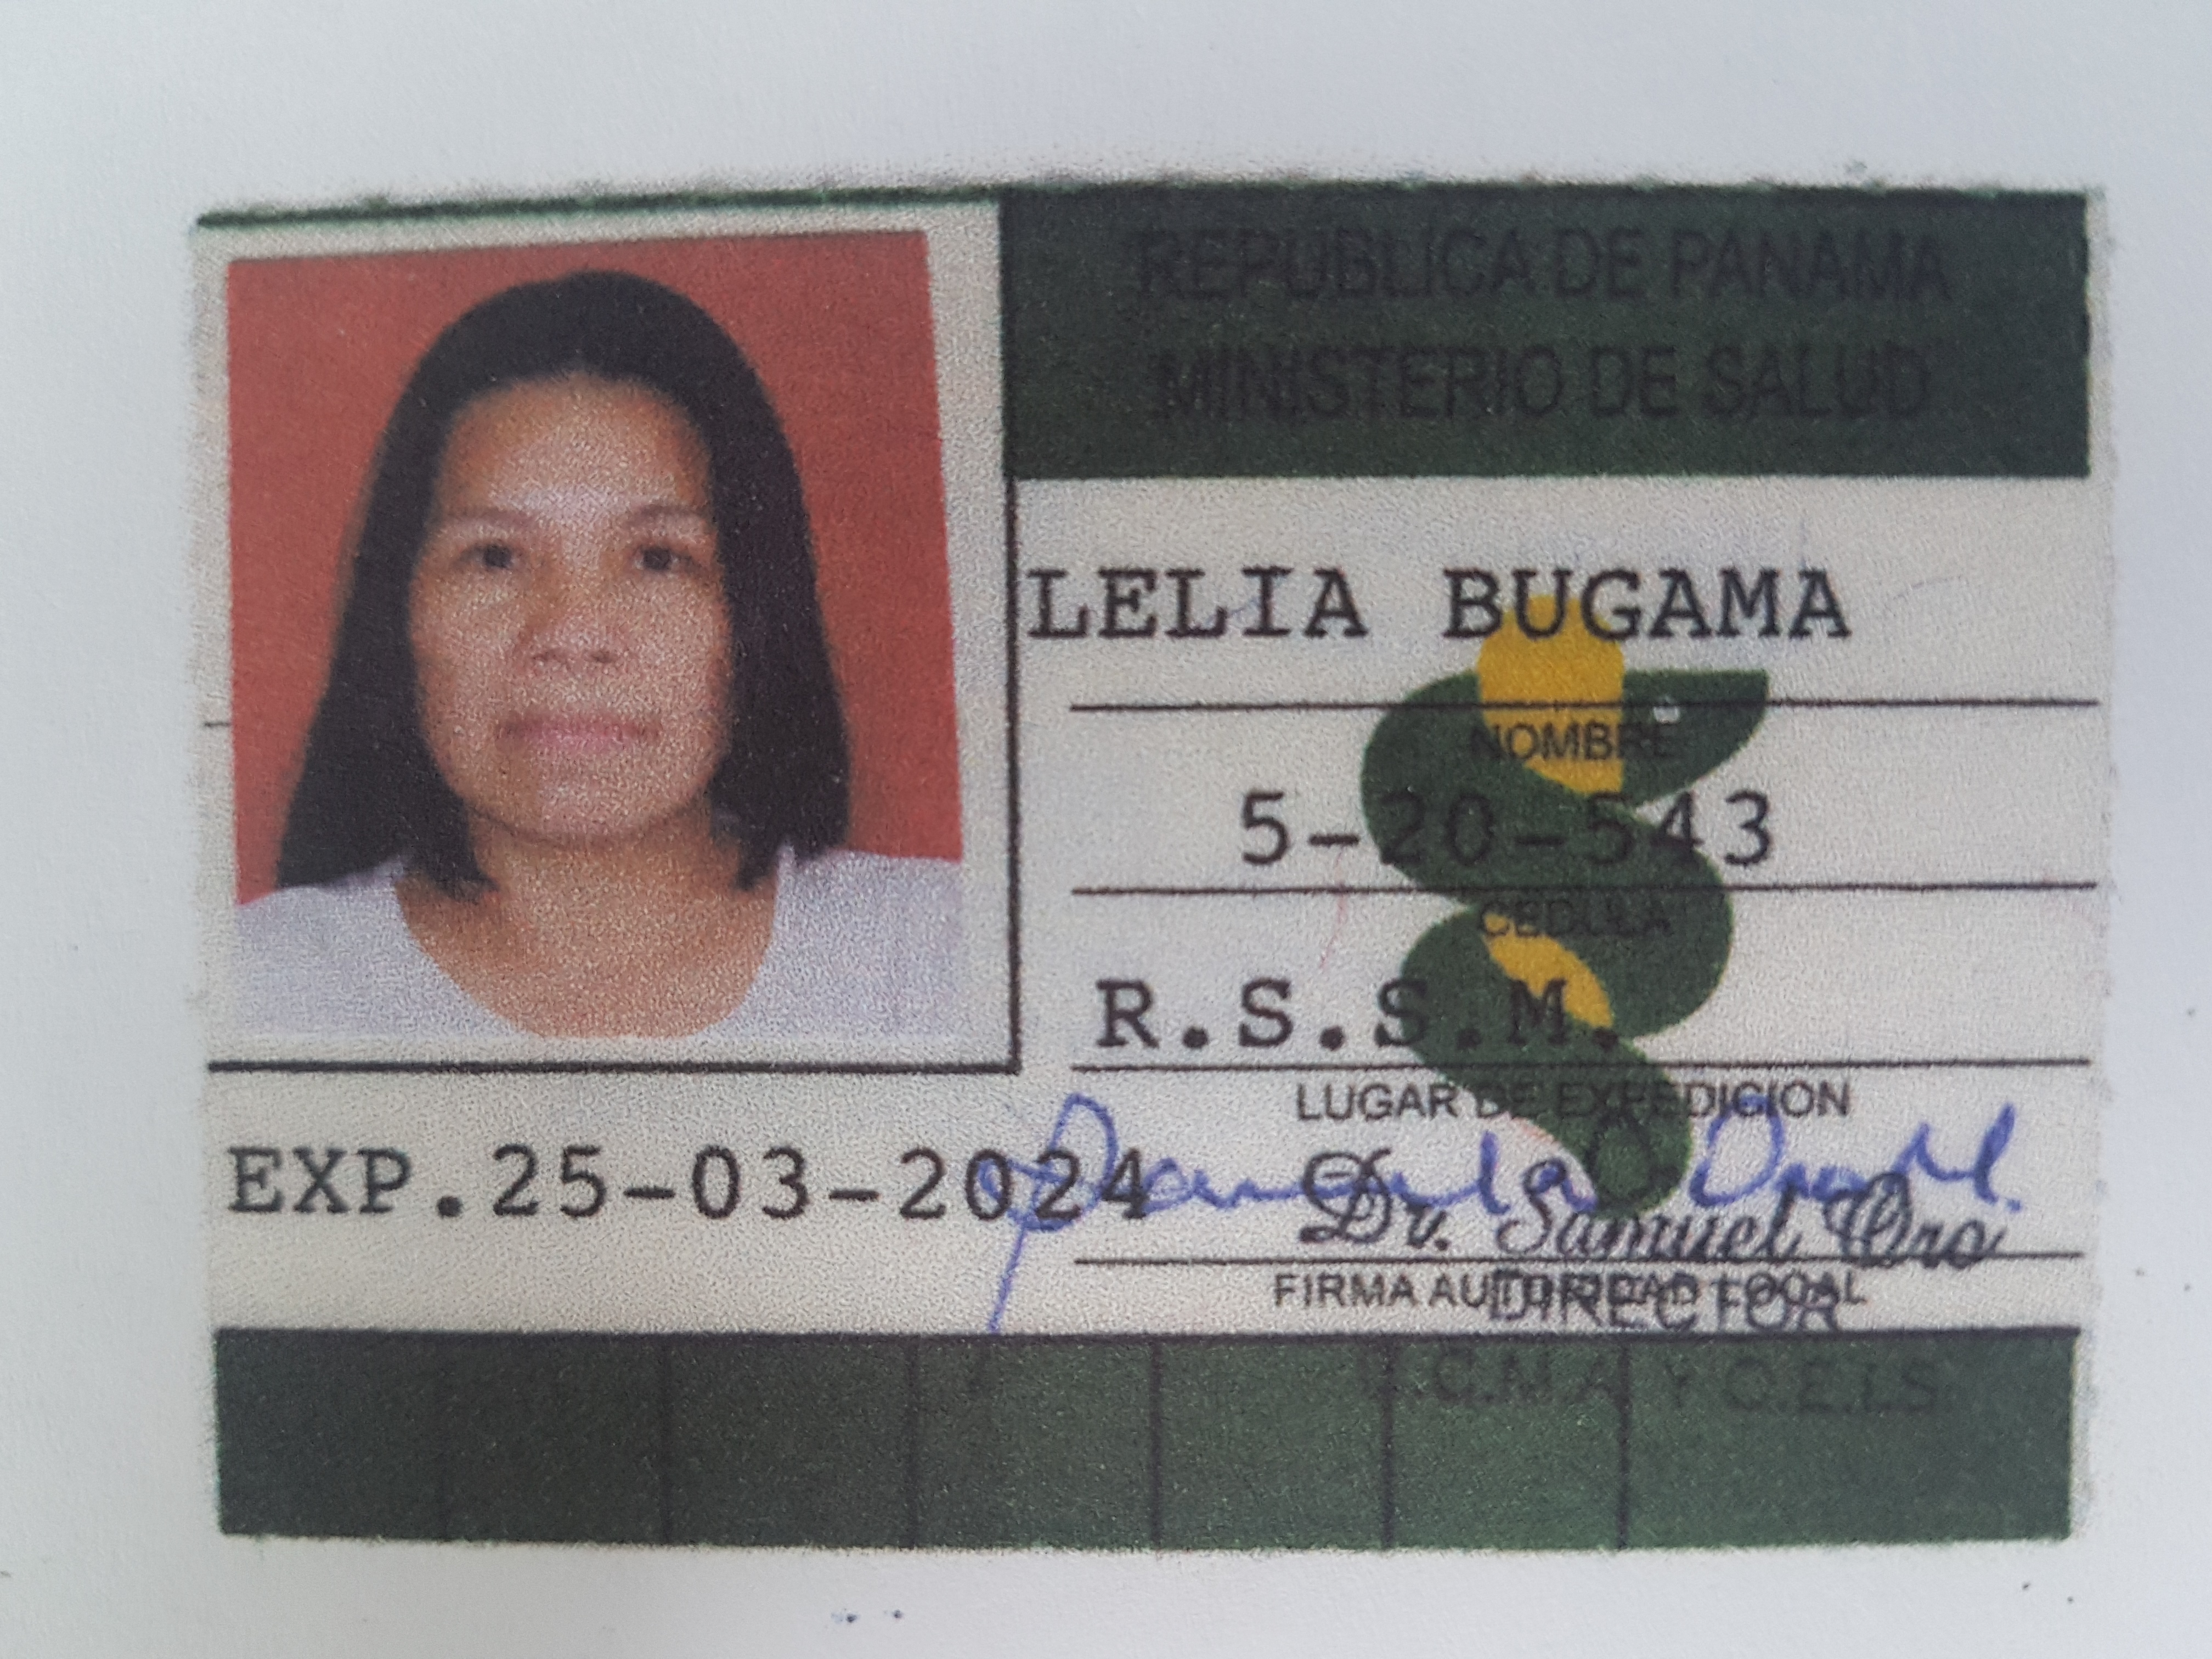 REPUBLICA DE PANAMA
MINISTERIO DE SALUD
LELIA BUGAMA
NOMBRE
5-20-543
CEDULA
R.S.S.M.
LUGAR DE EXPEDICION
EXP.25-03-2024
Dr. Samuel Oro
FIRMA AUTORIDAD LOCAL
DIRECTOR
C.M.A Y O.E.I.S.